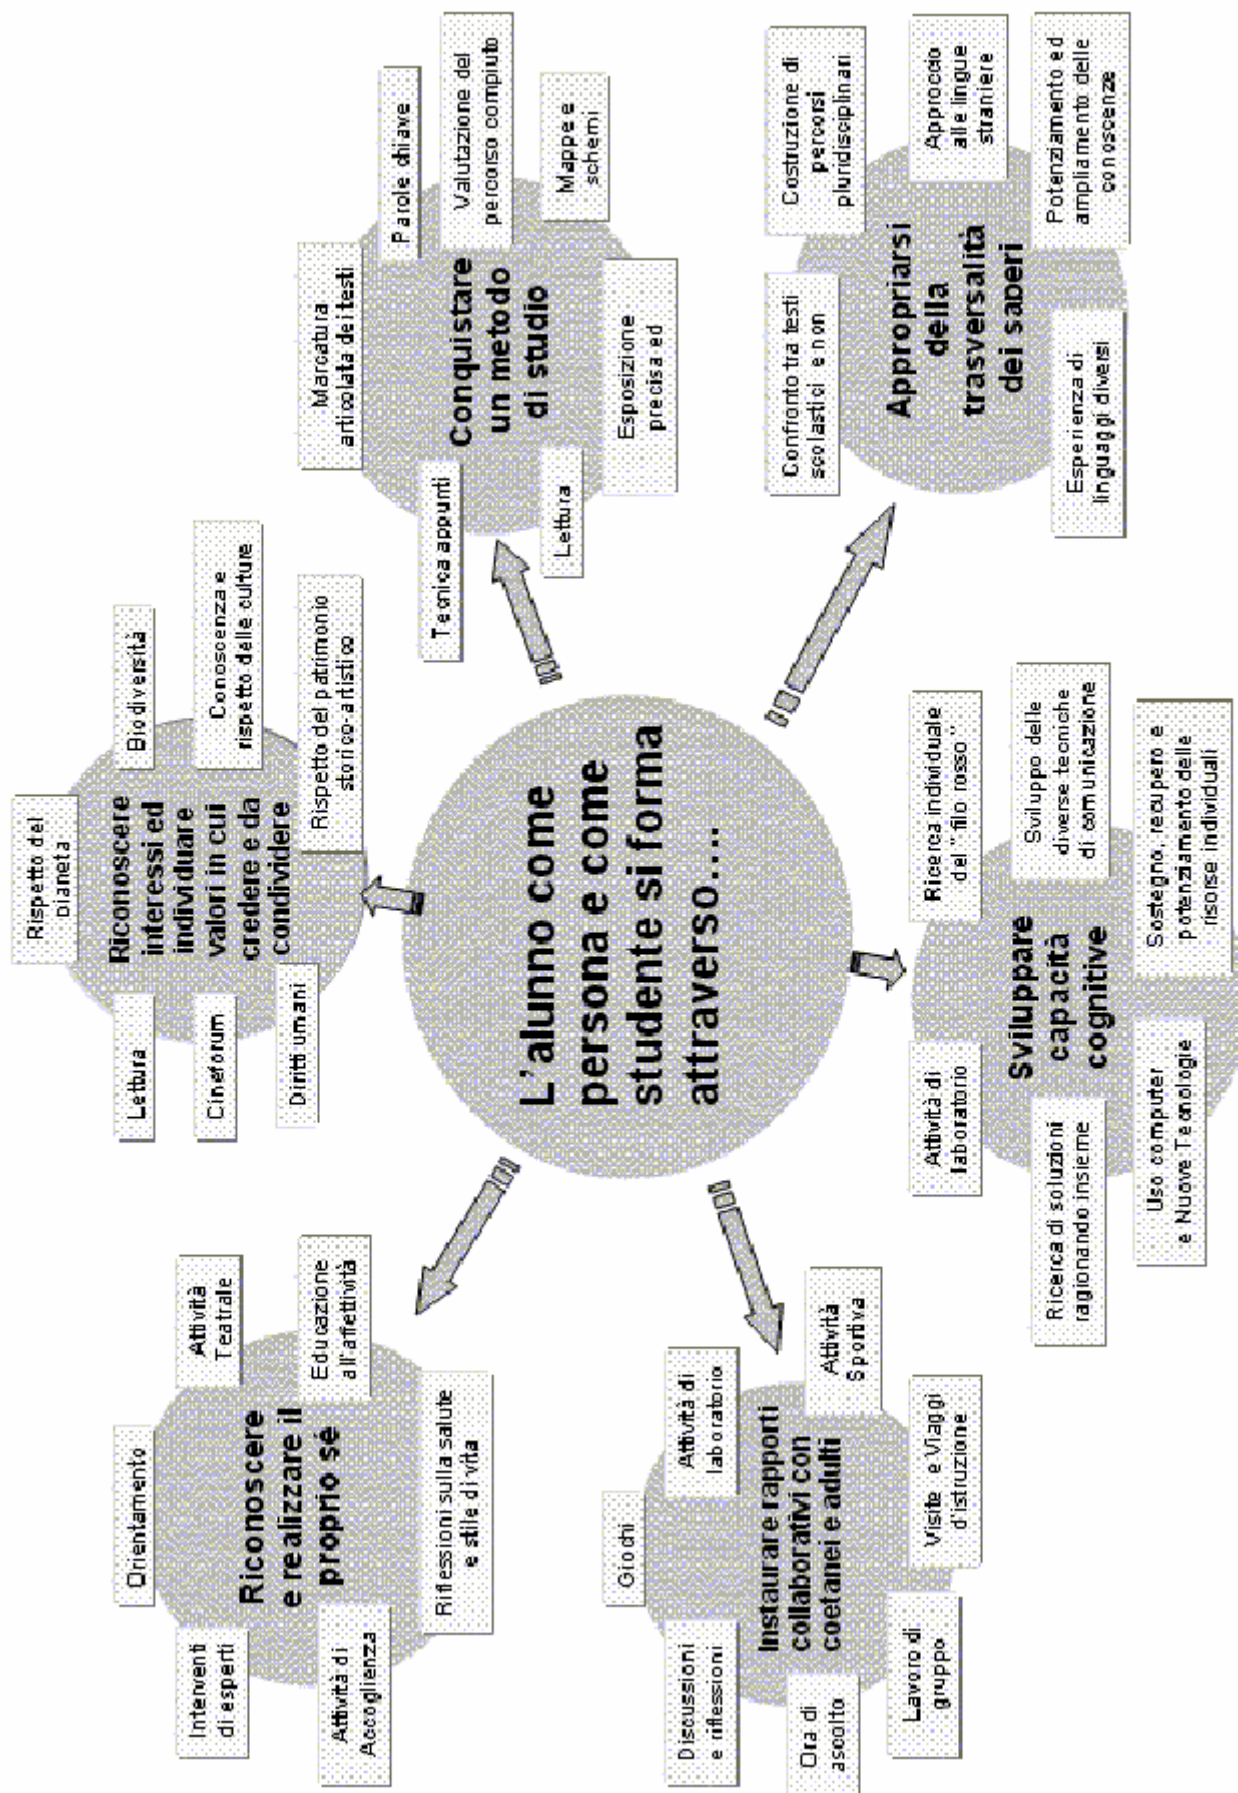 Orientamento
Interventi
di esperti
Attività
Teatrale
Riconoscere
e realizzare il
proprio sé
Attività di
Accoglienza
Educazione
all'affettività
Riflessioni sulla salute
e stile di vita
Rispetto del
pianeta
Lettura
Biodiversità
Riconoscere
interessi ed
individuare
valori in cui
credere e da
condividere
Cineforum
Conoscenza e
rispetto delle culture
Diritti umani
Rispetto del patrimonio
storico-artistico
Marcatura
articolata dei testi
Parole chiave
Tecnica appunti
Conquistare
un metodo
di studio
Valutazione del
percorso compiuto
Lettura
Mappe e
schemi
Esposizione
precisa ed
L'alunno come
persona e come
studente si forma
attraverso....
Giochi
Discussioni
e riflessioni
Attività di
laboratorio
Instaurare rapporti
collaborativi con
coetanei e adulti
Ora di
ascolto
Attività
Sportiva
Lavoro di
gruppo
Visite e Viaggi
d'istruzione
Attività di
laboratorio
Ricerca individuale
del "filo rosso"
Sviluppare
capacità
cognitive
Ricerca di soluzioni
ragionando insieme
Sviluppo delle
diverse tecniche
di comunicazione
Uso computer
e Nuove Tecnologie
Sostegno, recupero e
potenziamento delle
risorse individuali
Confronto tra testi
scolastici e non
Costruzione di
percorsi
pluridisciplinari
Appropriarsi
della
trasversalità
dei saperi
Approccio
alle lingue
straniere
Esperienza di
linguaggi diversi
Potenziamento ed
ampliamento delle
conoscenze